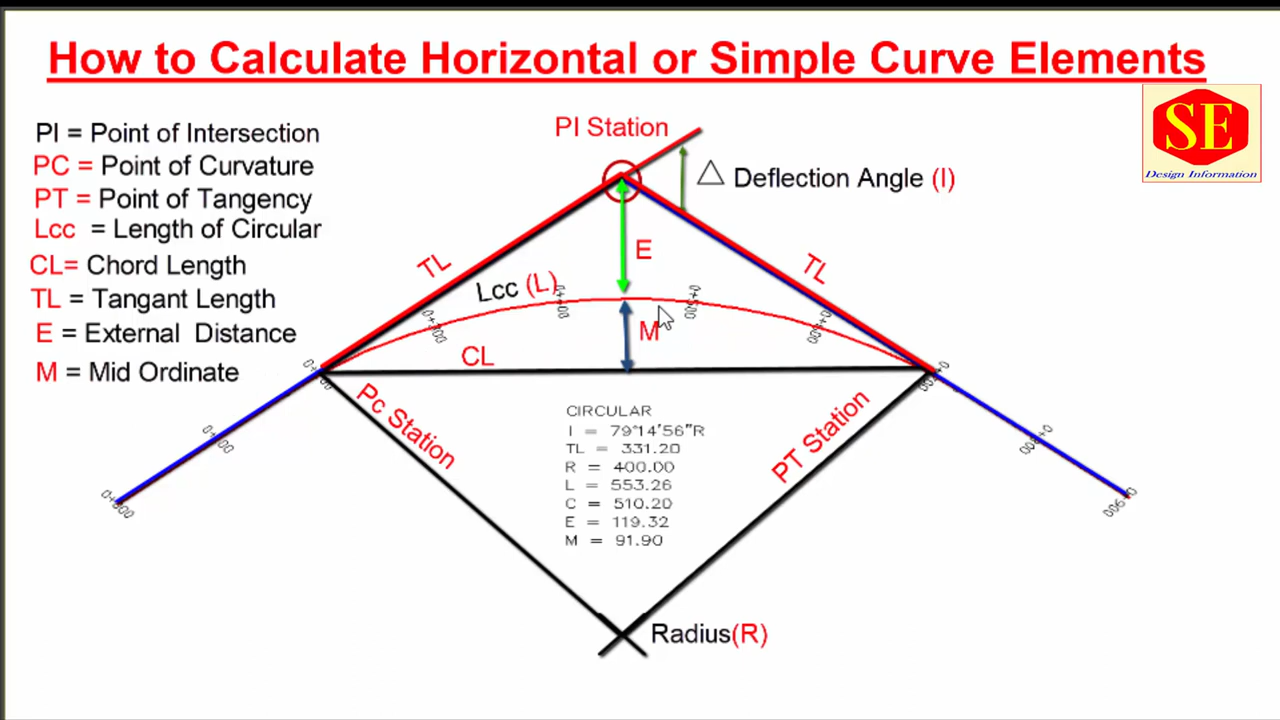 How to Calculate Horizontal or Simple Curve Elements
SE
Design Information
PI = Point of Intersection
PC = Point of Curvature
PT = Point of Tangency
Lcc = Length of Circular
CL= Chord Length
TL = Tangant Length
E = External Distance
M = Mid Ordinate
PI Station
△ Deflection Angle (I)
TL
E
TL
Lcc (L)
M
CL
Pc Station
PT Station
CIRCULAR
I = 79°14'56"R
TL = 331.20
R = 400.00
L = 553.26
C = 510.20
E = 119.32
M = 91.90
Radius(R)